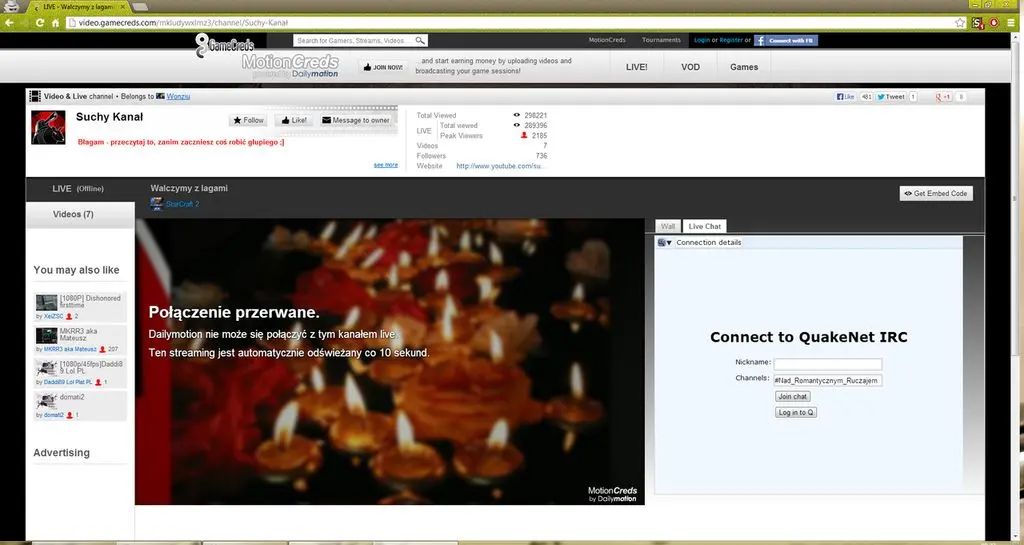 LIVE - Walczymy z lagami
video.gamecreds.com/mkludywxlmz3/channel/Suchy-Kanał
GameCreds
Search for Gamers, Streams, Videos...
MotionCreds
Tournaments
Login or Register or
Connect with FB
MotionCreds
powered by Dailymotion
JOIN NOW!
...and start earning money by uploading videos and
broadcasting your game sessions!
LIVE!
VOD
Games
Video & Live channel • Belongs to Wonziu
Like
431
Tweet
1
+1
8
Suchy Kanał
Follow
Like!
Message to owner
Błagam - przeczytaj to, zanim zaczniesz coś robić głupiego ;]
see more
Total Viewed 298221
LIVE
Total viewed 289396
Peak Viewers 2185
Videos 7
Followers 736
Website http://www.youtube.com/su...
LIVE (Offline)
Videos (7)
Walczymy z lagami
StarCraft 2
Get Embed Code
You may also like
[1080P] Dishonored
firsttime
by XeiZSC 2
MKRR3 aka
Mateusz
by MKRR3 aka Mateusz 207
[1080p/45fps]Daddi8
9 Lol PL
by Daddi89 Lol Plat PL 1
domati2
by domati2 1
Advertising
Połączenie przerwane.
Dailymotion nie może się połączyć z tym kanałem live.
Ten streaming jest automatycznie odświeżany co 10 sekund.
MotionCreds
by Dailymotion
Wall
Live Chat
Connection details
Connect to QuakeNet IRC
Nickname:
Channels: #Nad_Romantycznym_Ruczajem
Join chat
Log in to Q